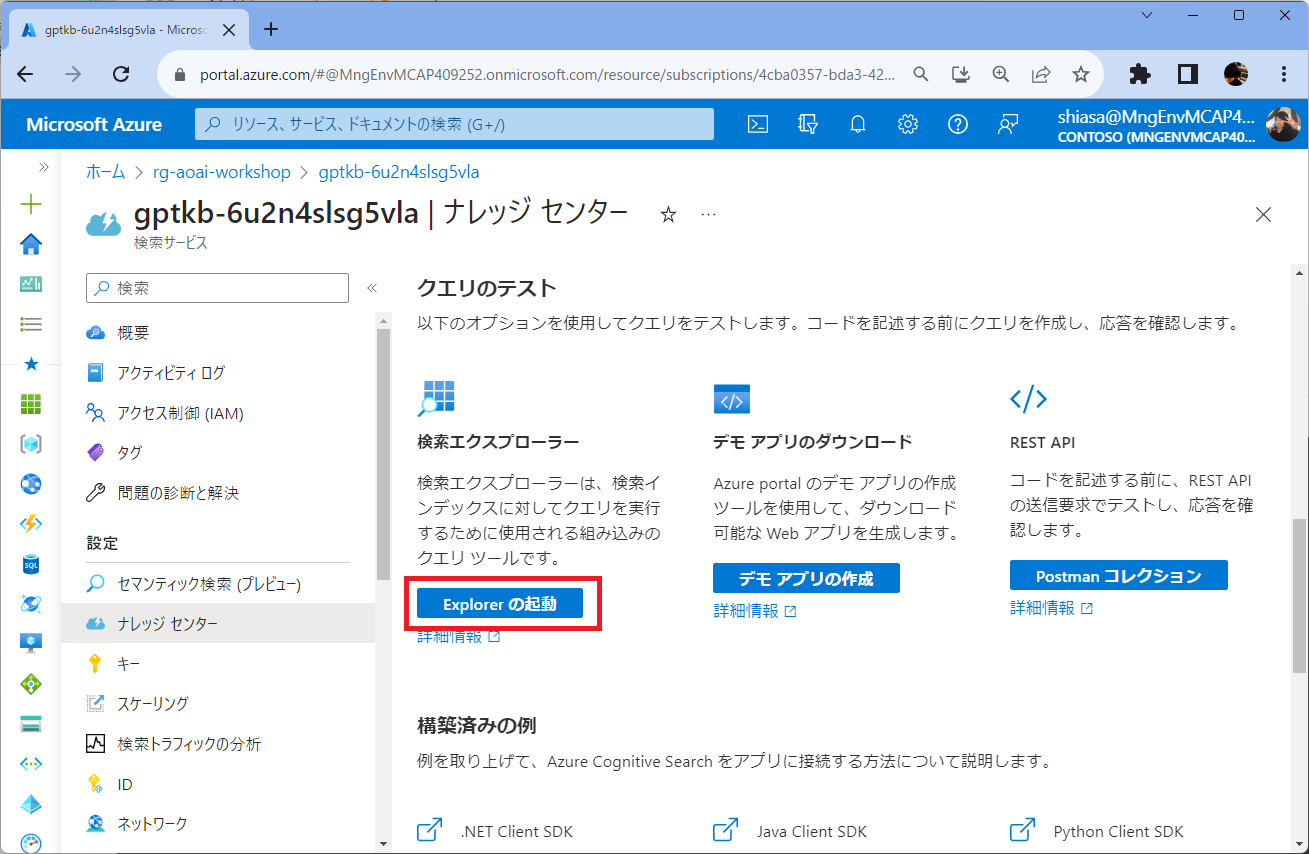 gptkb-6u2n4slsg5vla - Micros
portal.azure.com/#@MngEnvMCAP409252.onmicrosoft.com/resource/subscriptions/4cba0357-bda3-42...
Microsoft Azure
リソース、サービス、ドキュメントの検索 (G+/)
shiasa@MngEnvMCAP4...
CONTOSO (MNGENVMCAP40...
ホーム > rg-aoai-workshop > gptkb-6u2n4slsg5vla
gptkb-6u2n4slsg5vla | ナレッジ センター
検索サービス
検索
概要
アクティビティ ログ
アクセス制御 (IAM)
タグ
問題の診断と解決
設定
セマンティック検索 (プレビュー)
ナレッジ センター
キー
スケーリング
検索トラフィックの分析
ID
ネットワーク
クエリのテスト
以下のオプションを使用してクエリをテストします。コードを記述する前にクエリを作成し、応答を確認します。
検索エクスプローラー
検索エクスプローラーは、検索イ
ンデックスに対してクエリを実行
するために使用される組み込みの
クエリ ツールです。
Explorer の起動
詳細情報
デモ アプリのダウンロード
Azure portal のデモ アプリの作成
ツールを使用して、ダウンロード
可能な Web アプリを生成します。
デモ アプリの作成
詳細情報
REST API
コードを記述する前に、REST API
の送信要求でテストし、応答を確
認します。
Postman コレクション
詳細情報
構築済みの例
例を取り上げて、Azure Cognitive Search をアプリに接続する方法について説明します。
.NET Client SDK
Java Client SDK
Python Client SDK